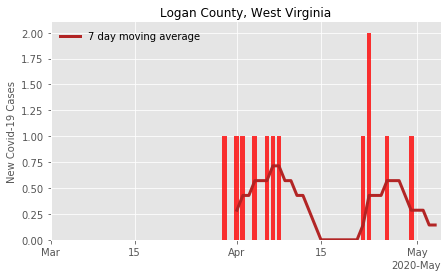 Logan County, West Virginia
7 day moving average
New Covid-19 Cases
2.00
1.75
1.50
1.25
1.00
0.75
0.50
0.25
0.00
Mar
15
Apr
15
May
2020-May